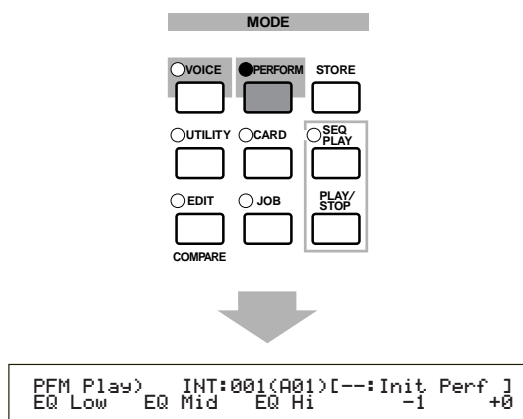 MODE
VOICE PERFORM STORE
UTILITY CARD SEQ PLAY
EDIT JOB PLAY/ STOP
COMPARE
PFM Play) INT:001(A01)[--:Init Perf ]
EQ Low EQ Mid EQ Hi -1 +0